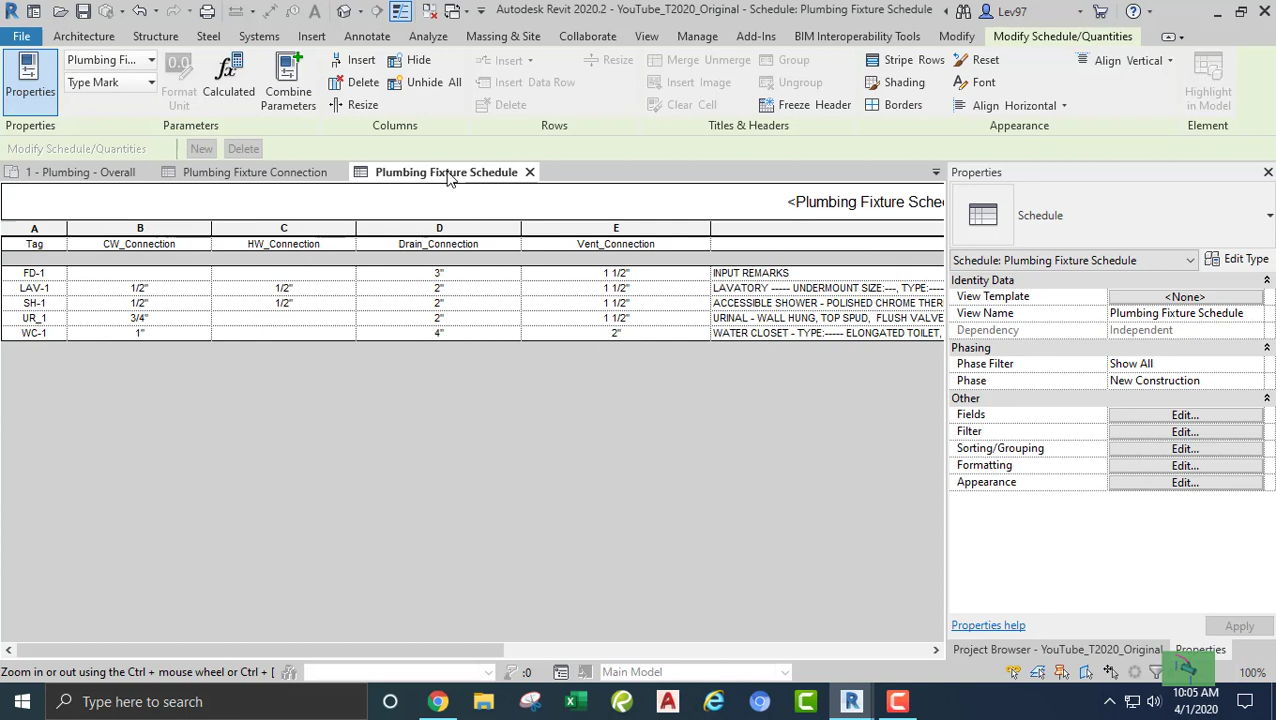 Autodesk Revit 2020.2 - YouTube_T2020_Original - Schedule: Plumbing Fixture Schedule
Lev97
File Architecture Structure Steel Systems Insert Annotate Analyze Massing & Site Collaborate View Manage Add-Ins BIM Interoperability Tools Modify Modify Schedule/Quantities
Properties
Properties
Plumbing Fi...
Type Mark
Format
Unit
Calculated
Combine
Parameters
Parameters
Insert
Delete
Resize
Hide
Unhide All
Columns
Insert
Insert Data Row
Delete
Resize
Rows
Merge Unmerge
Insert Image
Clear Cell
Group
Ungroup
Freeze Header
Titles & Headers
Stripe Rows
Shading
Borders
Reset
Font
Align Horizontal
Align Vertical
Appearance
Highlight
in Model
Element
Modify Schedule/Quantities New Delete
1 - Plumbing - Overall Plumbing Fixture Connection Plumbing Fixture Schedule
<Plumbing Fixture Sche
A B C D E
Tag CW_Connection HW_Connection Drain_Connection Vent_Connection
FD-1 3" 1 1/2" INPUT REMARKS
LAV-1 1/2" 1/2" 2" 1 1/2" LAVATORY ----- UNDERMOUNT SIZE:---, TYPE:----
SH-1 1/2" 1/2" 2" 1 1/2" ACCESSIBLE SHOWER - POLISHED CHROME THER
UR_1 3/4" 2" 1 1/2" URINAL - WALL HUNG, TOP SPUD, FLUSH VALVE
WC-1 1" 4" 2" WATER CLOSET - TYPE:----- ELONGATED TOILET,
Properties
Schedule
Schedule: Plumbing Fixture Schedule Edit Type
Identity Data
View Template <None>
View Name Plumbing Fixture Schedule
Dependency Independent
Phasing
Phase Filter Show All
Phase New Construction
Other
Fields Edit...
Filter Edit...
Sorting/Grouping Edit...
Formatting Edit...
Appearance Edit...
Properties help Apply
Project Browser - YouTube_T2020_Original Properties
Zoom in or out using the Ctrl + mouse wheel or Ctrl + [ :0 Main Model 100%
Type here to search
10:05 AM
4/1/2020